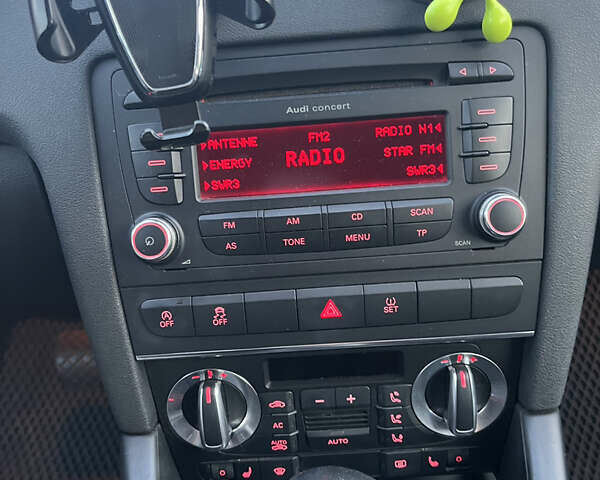 Audi concert
ANTENNE FM2 RADIO N1
ENERGY RADIO STAR FM
SWR3 SWR3
FM AM CD SCAN
AS TONE MENU TP
SCAN
OFF OFF SET
AC
AUTO AUTO